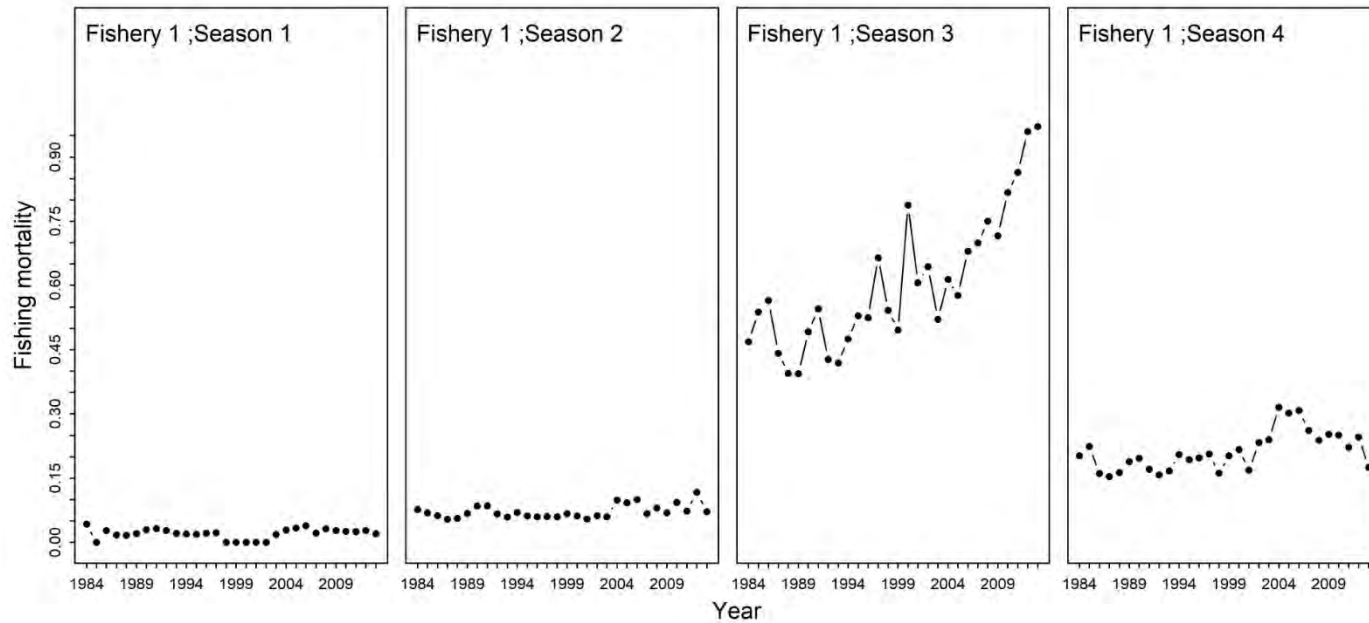 Fishery 1 ;Season 1
Fishery 1 ;Season 2
Fishery 1 ;Season 3
Fishery 1 ;Season 4
Fishing mortality
0.90
0.75
0.60
0.45
0.30
0.15
0.00
1984 1989 1994 1999 2004 2009
1984 1989 1994 1999 2004 2009
1984 1989 1994 1999 2004 2009
1984 1989 1994 1999 2004 2009
Year